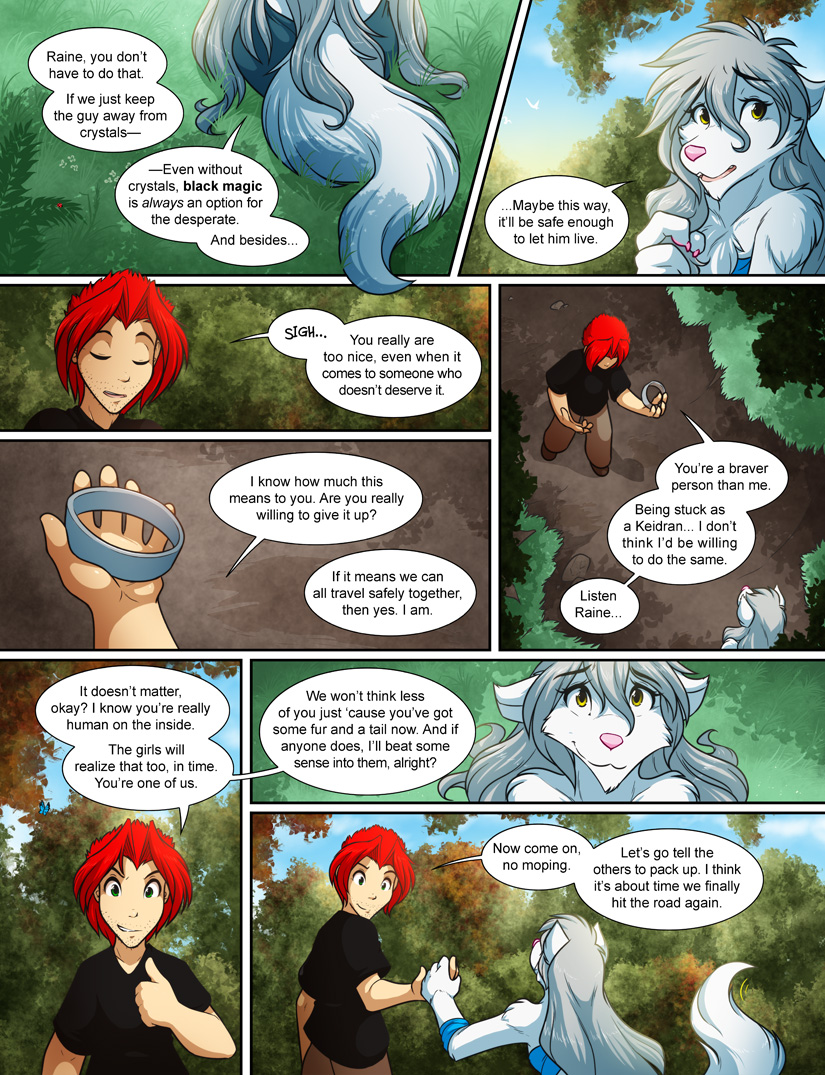 Raine, you don't
have to do that.
If we just keep
the guy away from
crystals—
—Even without
crystals, black magic
is always an option for
the desperate.
And besides...
...Maybe this way,
it'll be safe enough
to let him live.
SIGH...
You really are
too nice, even when it
comes to someone who
doesn't deserve it.
I know how much this
means to you. Are you really
willing to give it up?
If it means we can
all travel safely together,
then yes. I am.
You're a braver
person than me.
Being stuck as
a Keidran... I don't
think I'd be willing
to do the same.
Listen
Raine...
It doesn't matter,
okay? I know you're really
human on the inside.
The girls will
realize that too, in time.
You're one of us.
We won't think less
of you just ‘cause you've got
some fur and a tail now. And if
anyone does, I'll beat some
sense into them, alright?
Now come on,
no moping.
Let's go tell the
others to pack up. I think
it's about time we finally
hit the road again.